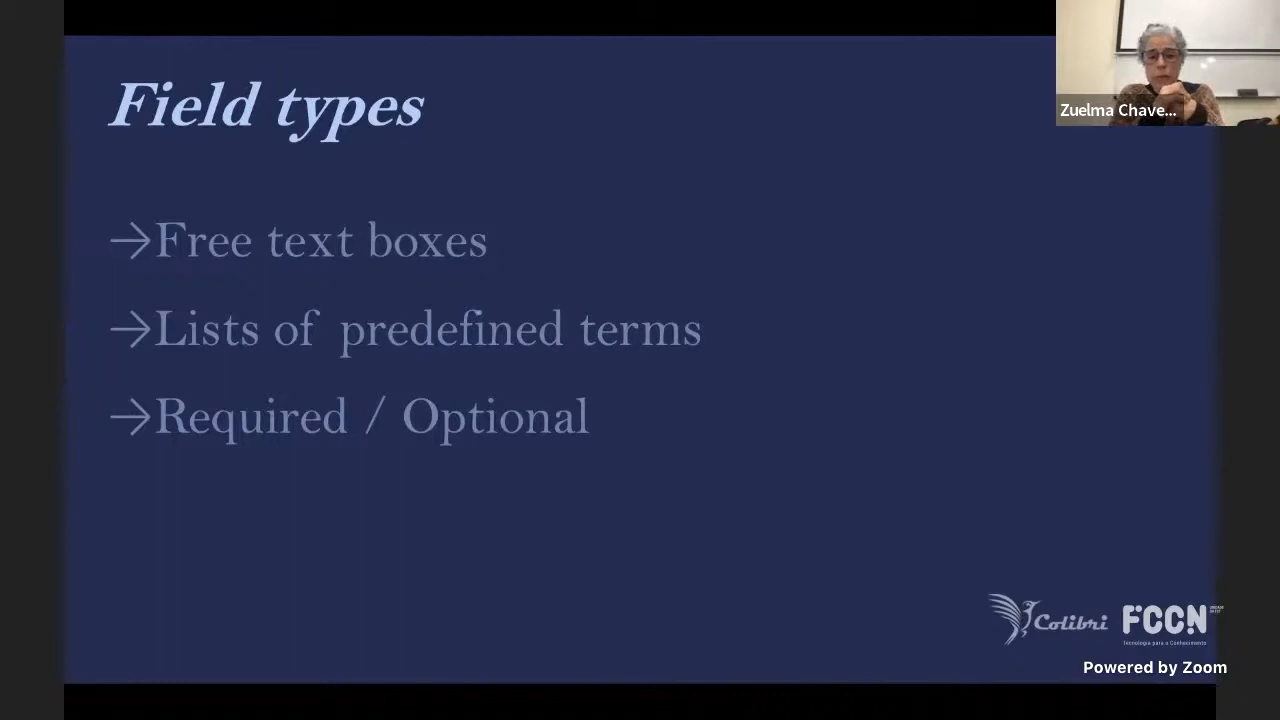 Field types
Zuelma Chave...
→Free text boxes
→Lists of predefined terms
→Required / Optional
Colibri
FCCN
Tecnologia para o Conhecimento
Powered by Zoom